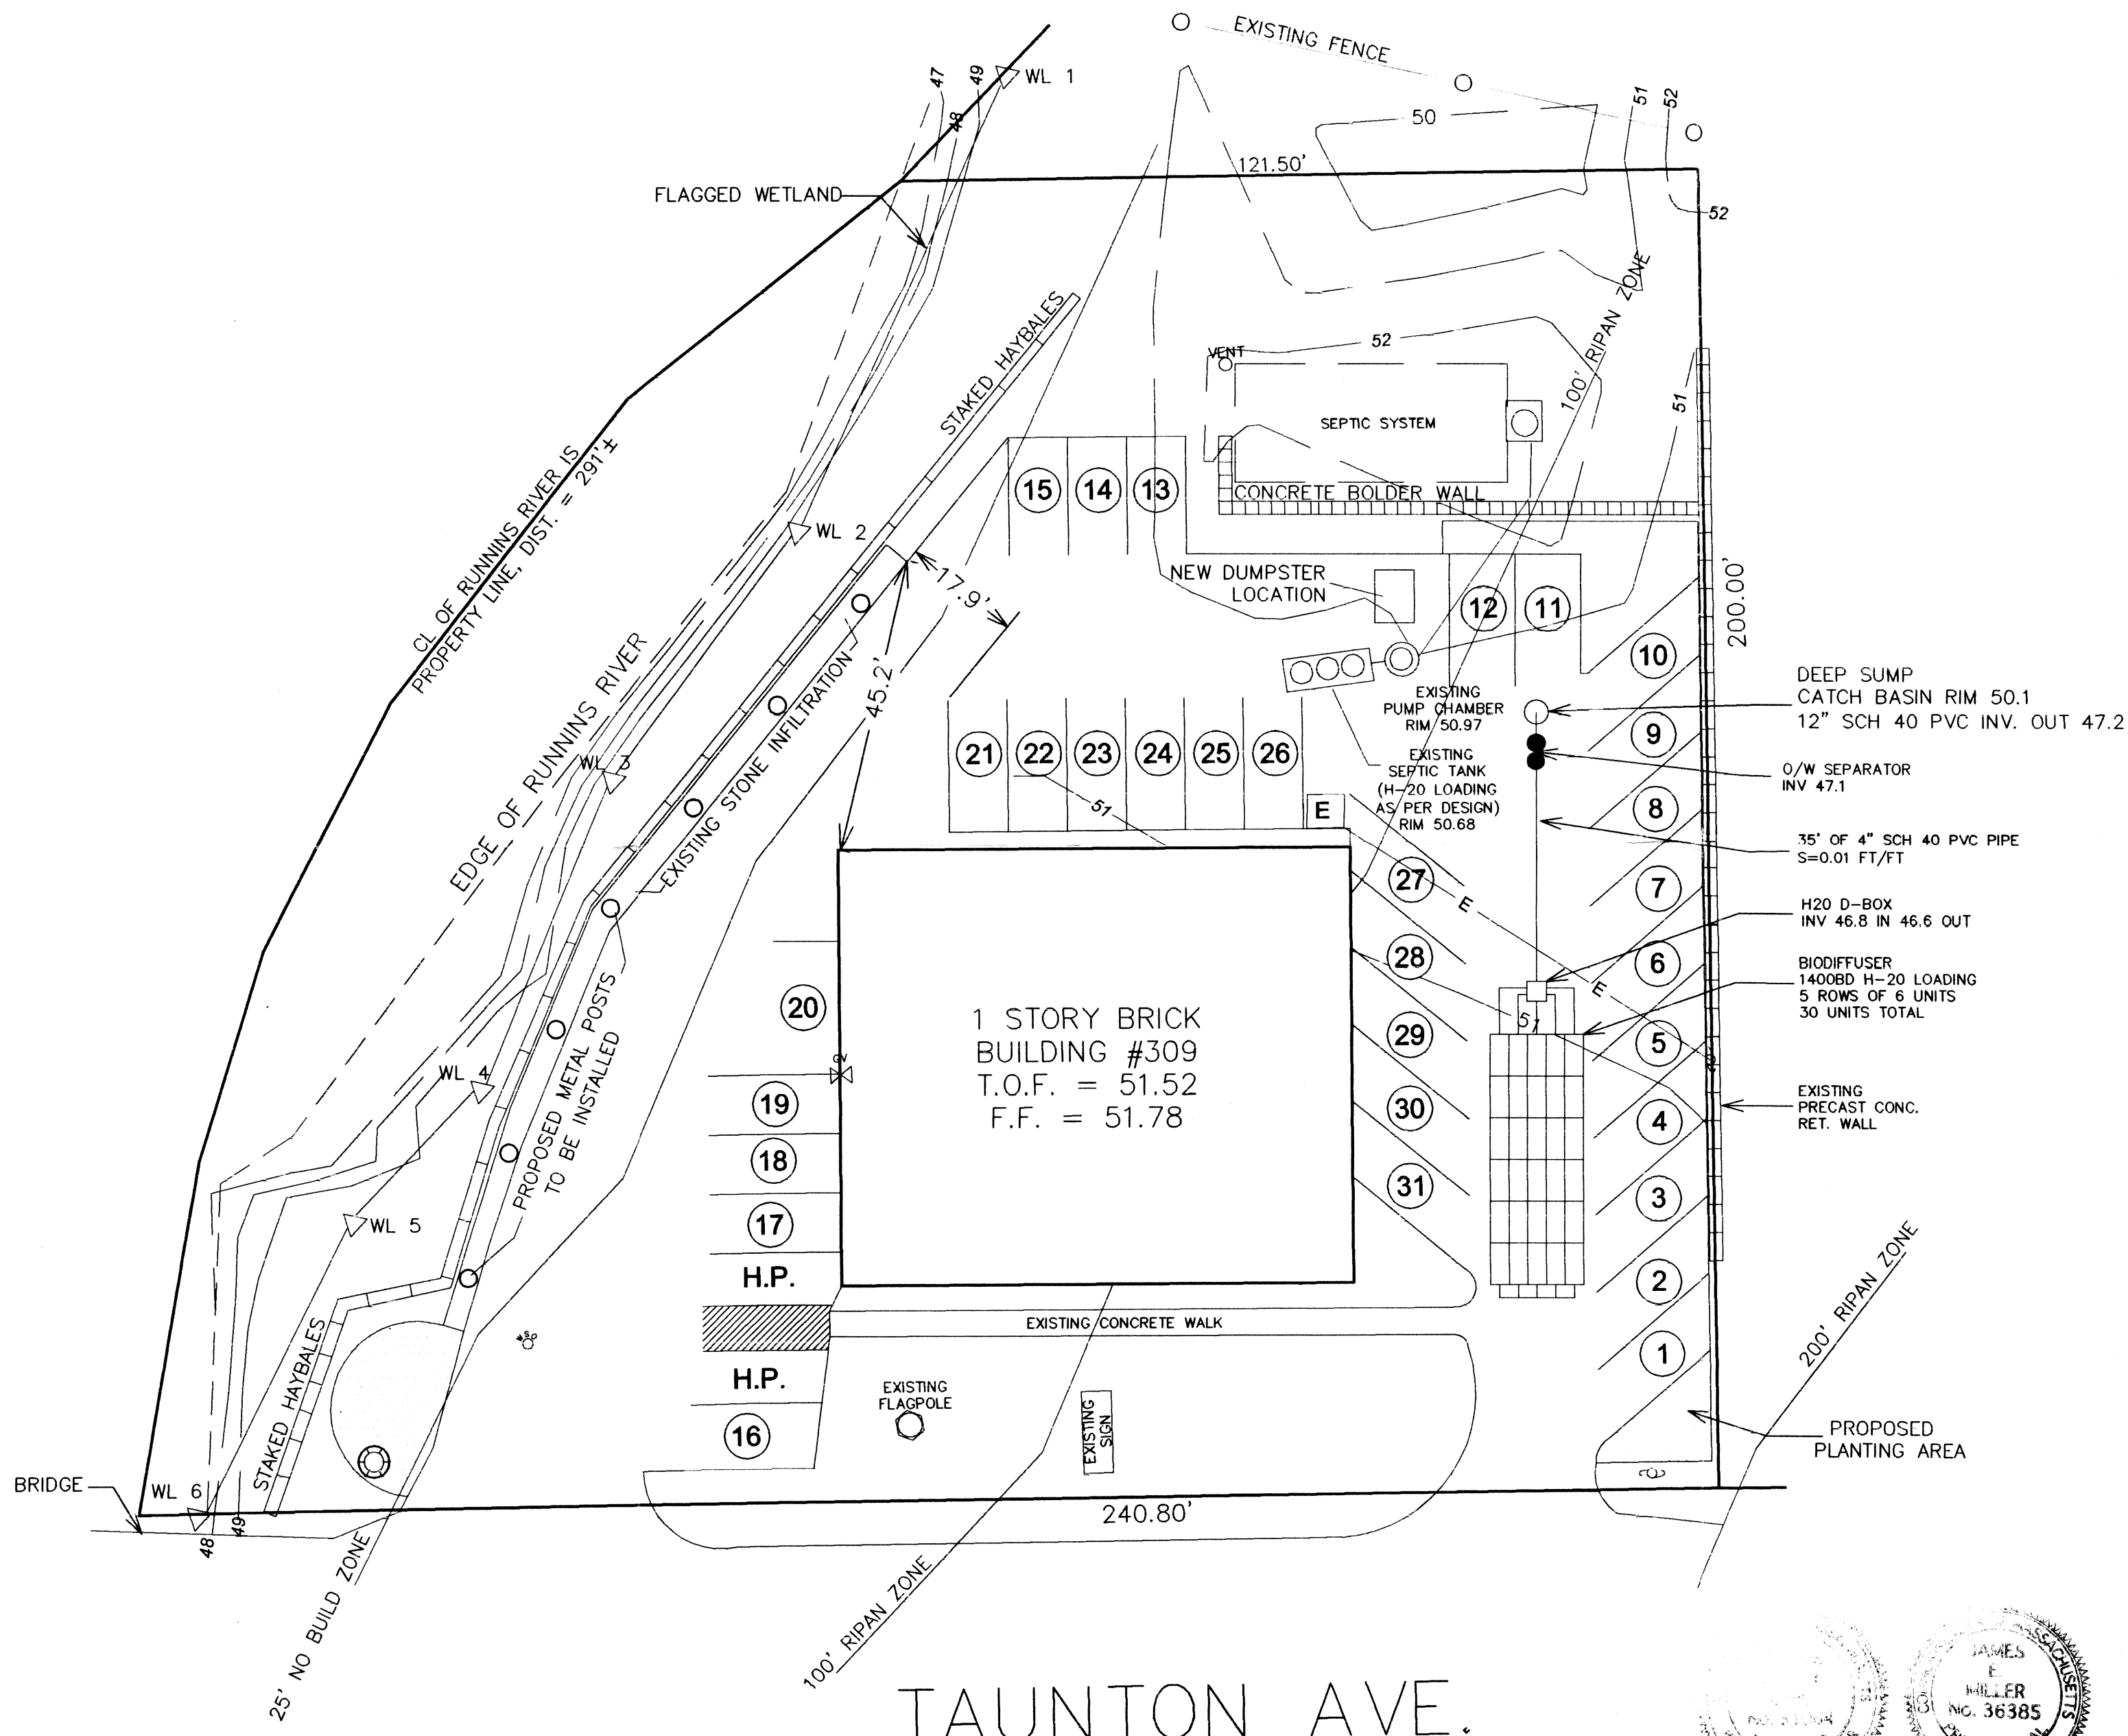 EXISTING FENCE
47
49
48
WL 1
51
52
50
121.50'
FLAGGED WETLAND
52
100' RIPAN ZONE
STAKED HAYBALES
VENT
52
51
SEPTIC SYSTEM
CL OF RUNNINS RIVER IS
PROPERTY LINE, DIST. = 291'±
15
14
13
CONCRETE BOLDER WALL
WL 2
17.9'
NEW DUMPSTER
LOCATION
12
11
200.00'
10
EDGE OF RUNNINS RIVER
EXISTING STONE INFILTRATION
45.2'
EXISTING
PUMP CHAMBER
RIM 50.97
DEEP SUMP
CATCH BASIN RIM 50.1
12" SCH 40 PVC INV. OUT 47.2
9
21
22
23
24
25
26
51
EXISTING
SEPTIC TANK
(H-20 LOADING
AS PER DESIGN)
RIM 50.68
O/W SEPARATOR
INV 47.1
WL 3
E
8
35' OF 4" SCH 40 PVC PIPE
S=0.01 FT/FT
27
E
7
H20 D-BOX
INV 46.8 IN 46.6 OUT
28
6
E
BIODIFFUSER
1400BD H-20 LOADING
5 ROWS OF 6 UNITS
30 UNITS TOTAL
20
1 STORY BRICK
BUILDING #309
T.O.F. = 51.52
F.F. = 51.78
51
29
5
WL 4
GV
PROPOSED METAL POSTS
TO BE INSTALLED
19
30
4
EXISTING
PRECAST CONC.
RET. WALL
18
31
3
WL 5
17
H.P.
2
200' RIPAN ZONE
EXISTING CONCRETE WALK
1
STAKED HAYBALES
H.P.
EXISTING
FLAGPOLE
EXISTING
SIGN
16
PROPOSED
PLANTING AREA
BRIDGE
WL 6
48
49
240.80'
25' NO BUILD ZONE
100' RIPAN ZONE
TAUNTON AVE.
MASSACHUSETTS
JAMES
E.
MILLER
No. 36385